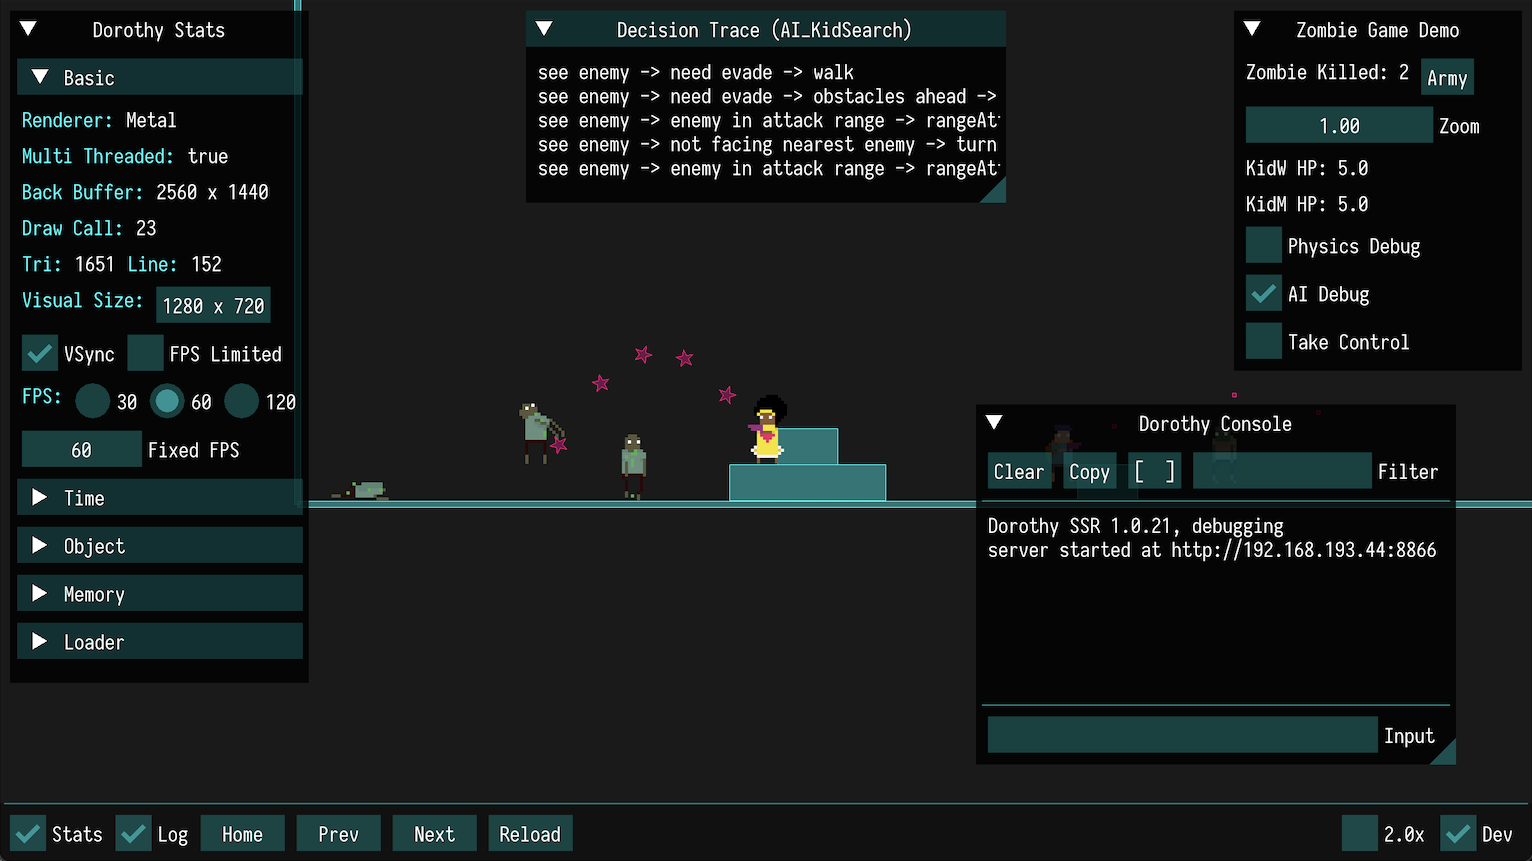 Dorothy Stats
Basic
Renderer: Metal
Multi Threaded: true
Back Buffer: 2560 x 1440
Draw Call: 23
Tri: 1651 Line: 152
Visual Size: 1280 x 720
VSync FPS Limited
FPS: 30 60 120
60 Fixed FPS
Time
Object
Memory
Loader
Decision Trace (AI_KidSearch)
see enemy -> need evade -> walk
see enemy -> need evade -> obstacles ahead ->
see enemy -> enemy in attack range -> rangeAt
see enemy -> not facing nearest enemy -> turn
see enemy -> enemy in attack range -> rangeAt
Zombie Game Demo
Zombie Killed: 2 Army
1.00 Zoom
KidW HP: 5.0
KidM HP: 5.0
Physics Debug
AI Debug
Take Control
Dorothy Console
Clear Copy [ ] Filter
Dorothy SSR 1.0.21, debugging
server started at http://192.168.193.44:8866
Input
Stats Log Home Prev Next Reload 2.0x Dev